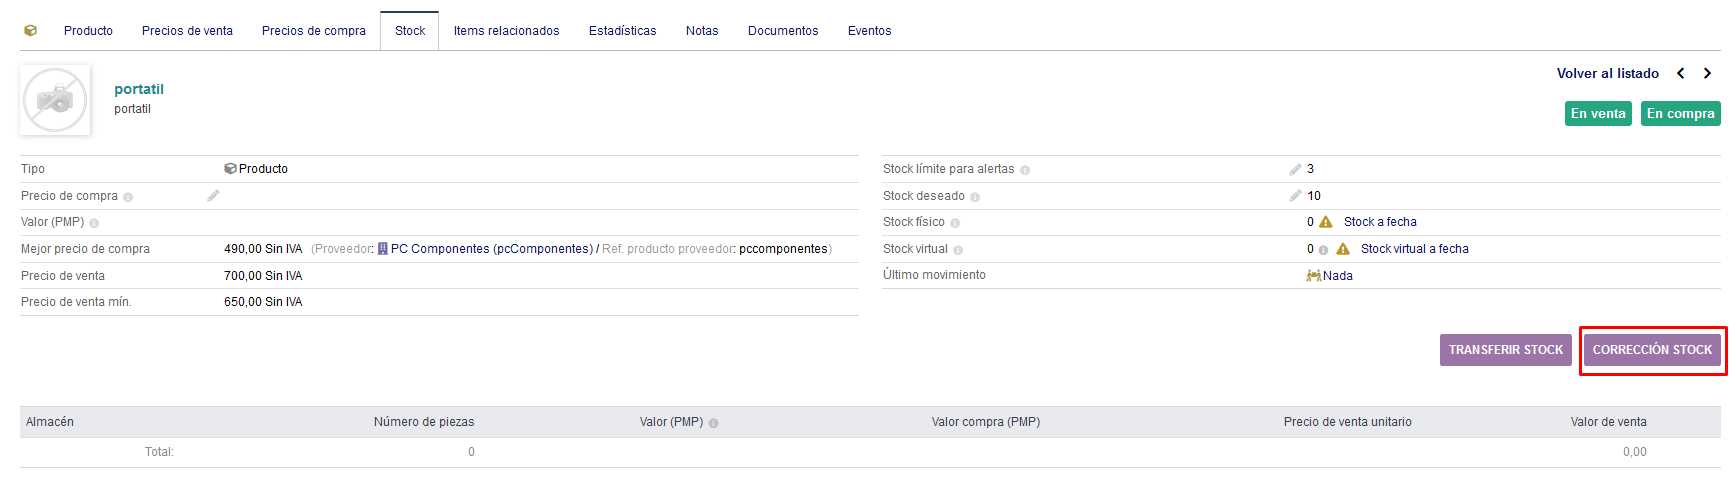 Producto Precios de venta Precios de compra Stock Items relacionados Estadísticas Notas Documentos Eventos
Volver al listado
portatil
portatil
En venta En compra
Tipo Producto
Precio de compra
Valor (PMP)
Mejor precio de compra 490,00 Sin IVA (Proveedor: PC Componentes (pcComponentes) / Ref. producto proveedor: pccomponentes)
Precio de venta 700,00 Sin IVA
Precio de venta mín. 650,00 Sin IVA
Stock límite para alertas 3
Stock deseado 10
Stock físico 0 Stock a fecha
Stock virtual 0 Stock virtual a fecha
Último movimiento Nada
TRANSFERIR STOCK CORRECCIÓN STOCK
Almacén Número de piezas Valor (PMP) Valor compra (PMP) Precio de venta unitario Valor de venta
Total: 0 0,00